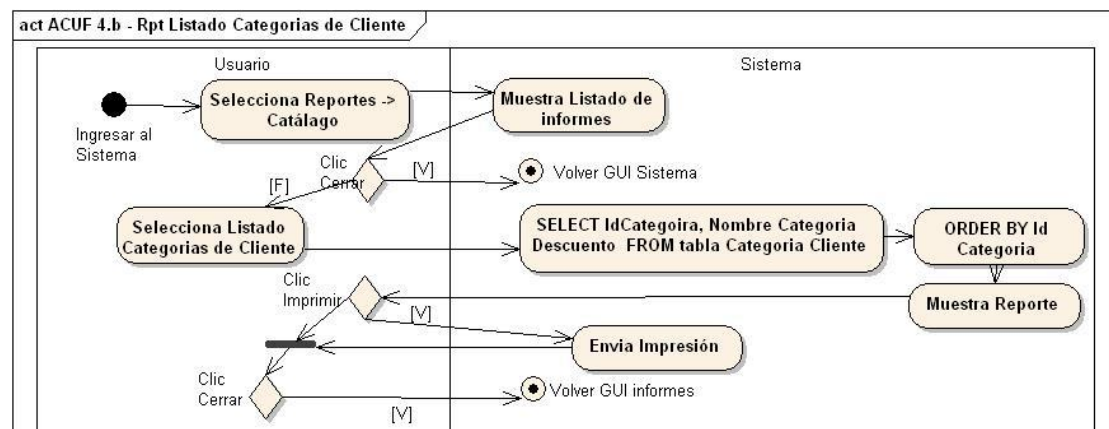 act ACUF 4.b - Rpt Listado Categorias de Cliente
Usuario
Sistema
Ingresar al
Sistema
Selecciona Reportes ->
Catálago
Muestra Listado de
informes
Clic
Cerrar
[V]
Volver GUI Sistema
[F]
Selecciona Listado
Categorias de Cliente
SELECT IdCategoira, Nombre Categoria
Descuento FROM tabla Categoria Cliente
ORDER BY Id
Categoria
Muestra Reporte
Clic
Imprimir
[V]
Envia Impresión
Clic
Cerrar
[V]
Volver GUI informes